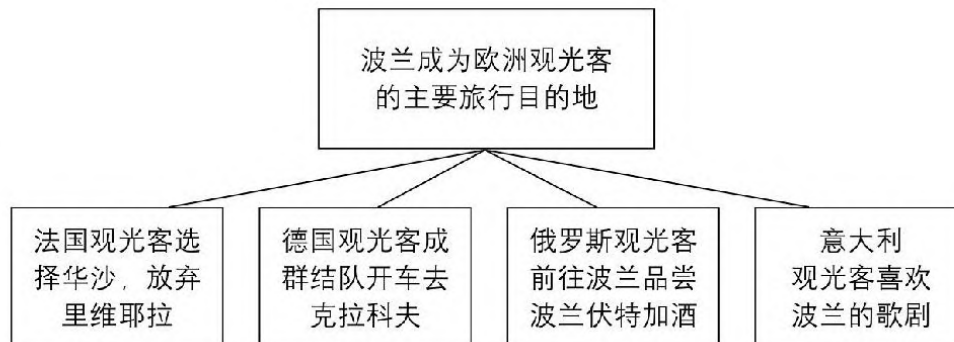 波兰成为欧洲观光客
的主要旅行目的地
法国观光客选
择华沙，放弃
里维耶拉
德国观光客成
群结队开车去
克拉科夫
俄罗斯观光客
前往波兰品尝
波兰伏特加酒
意大利
观光客喜欢
波兰的歌剧